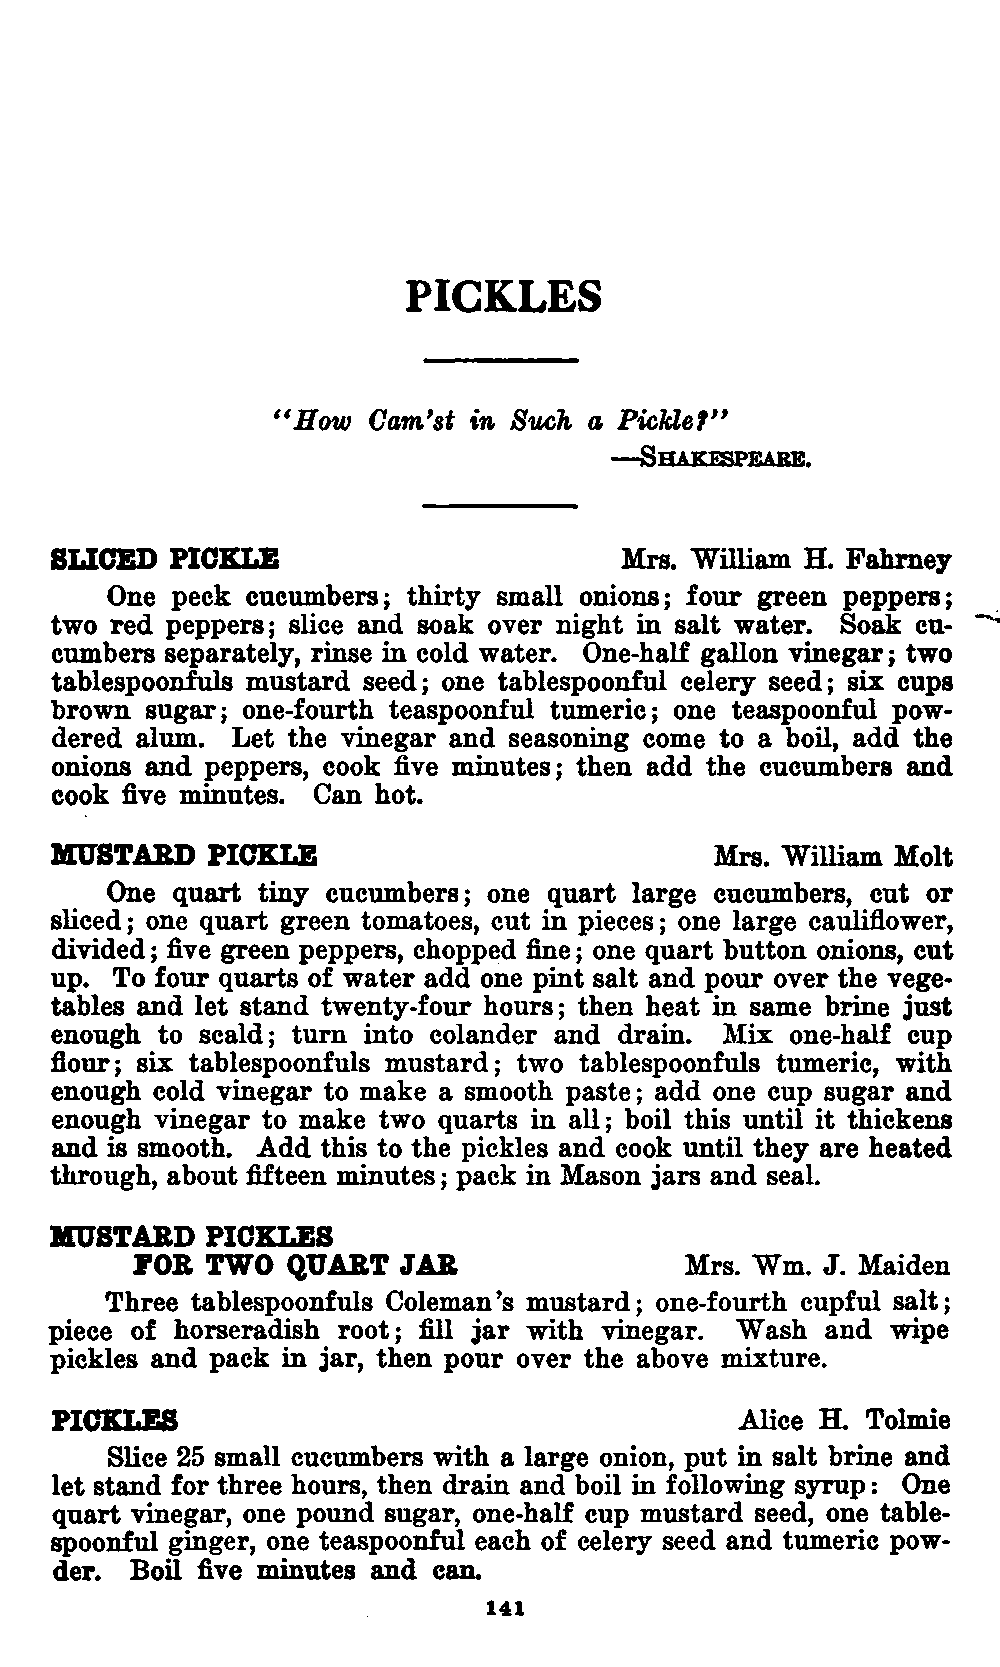 PICKLES
"How Cam'st in Such a Pickle?"
—SHAKESPEARE.
SLICED PICKLE Mrs. William H. Fahrney
One peck cucumbers; thirty small onions; four green peppers;
two red peppers; slice and soak over night in salt water. Soak cu-
cumbers separately, rinse in cold water. One-half gallon vinegar; two
tablespoonfuls mustard seed; one tablespoonful celery seed; six cups
brown sugar; one-fourth teaspoonful tumeric; one teaspoonful pow-
dered alum. Let the vinegar and seasoning come to a boil, add the
onions and peppers, cook five minutes; then add the cucumbers and
cook five minutes. Can hot.
MUSTARD PICKLE Mrs. William Molt
One quart tiny cucumbers; one quart large cucumbers, cut or
sliced; one quart green tomatoes, cut in pieces; one large cauliflower,
divided; five green peppers, chopped fine; one quart button onions, cut
up. To four quarts of water add one pint salt and pour over the vege-
tables and let stand twenty-four hours; then heat in same brine just
enough to scald; turn into colander and drain. Mix one-half cup
flour; six tablespoonfuls mustard; two tablespoonfuls tumeric, with
enough cold vinegar to make a smooth paste; add one cup sugar and
enough vinegar to make two quarts in all; boil this until it thickens
and is smooth. Add this to the pickles and cook until they are heated
through, about fifteen minutes; pack in Mason jars and seal.
MUSTARD PICKLES
FOR TWO QUART JAR Mrs. Wm. J. Maiden
Three tablespoonfuls Coleman's mustard; one-fourth cupful salt;
piece of horseradish root; fill jar with vinegar. Wash and wipe
pickles and pack in jar, then pour over the above mixture.
PICKLES Alice H. Tolmie
Slice 25 small cucumbers with a large onion, put in salt brine and
let stand for three hours, then drain and boil in following syrup: One
quart vinegar, one pound sugar, one-half cup mustard seed, one table-
spoonful ginger, one teaspoonful each of celery seed and tumeric pow-
der. Boil five minutes and can.
141